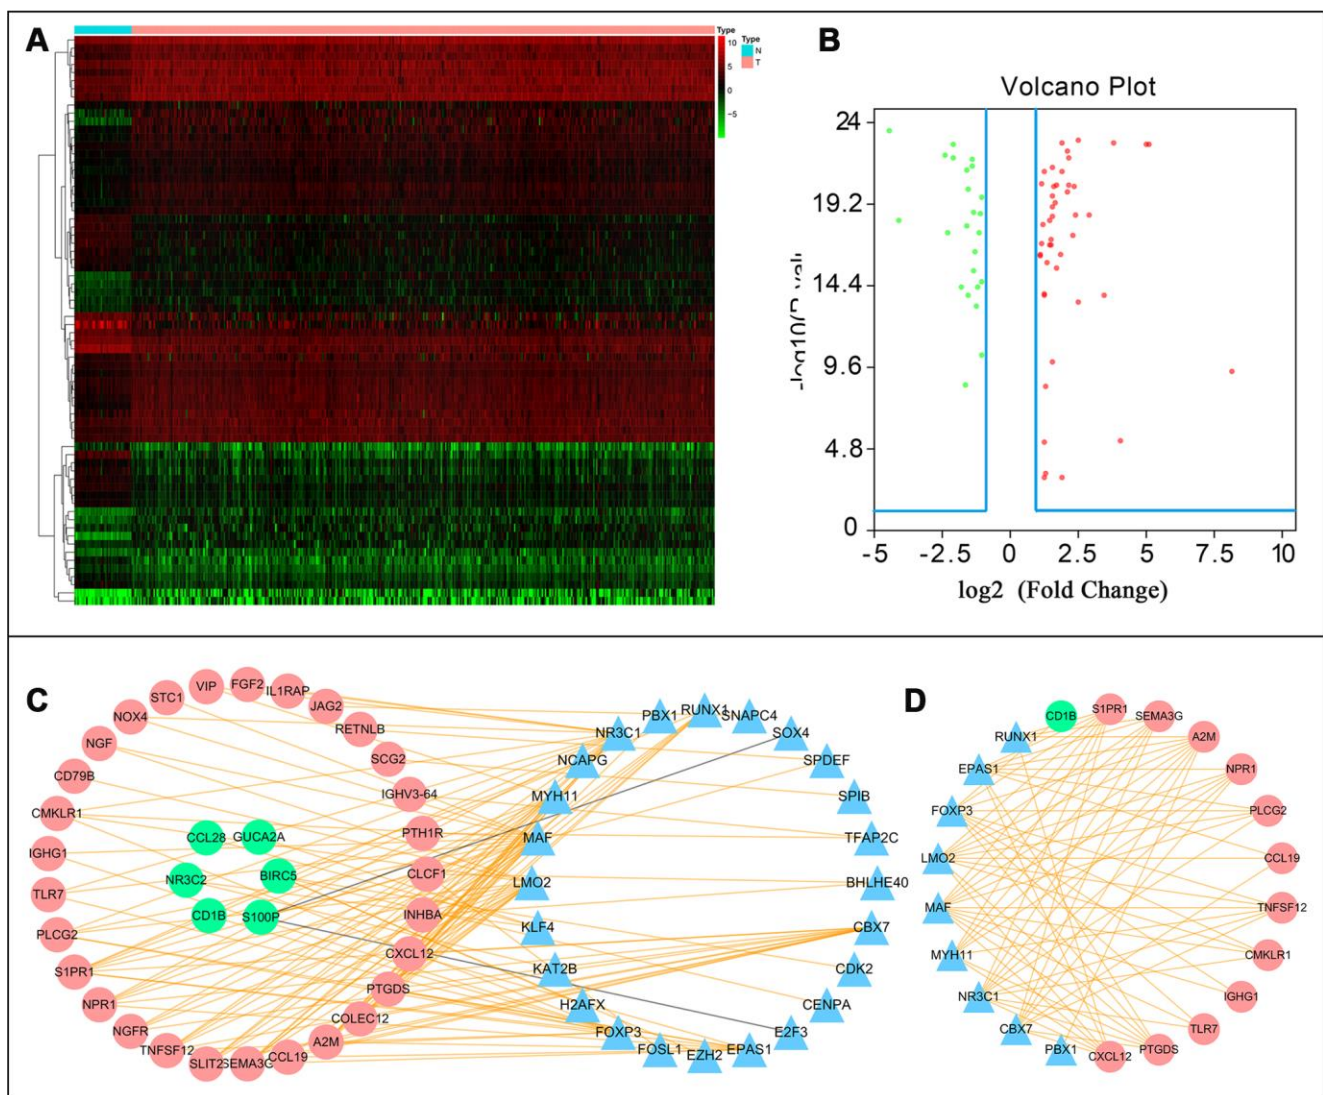 A
Type
10
5
0
-5
Type
N
T
B
Volcano Plot
24
19.2
14.4
9.6
4.8
0
-5
-2.5
0
2.5
5
7.5
10
log2 (Fold Change)
C
VIP
FGF2
IL1RAP
STC1
JAG2
NOX4
RETNLB
NGF
SCG2
CD79B
IGHV3-64
CMKLR1
PTH1R
CCL28
GUCA2A
IGHG1
CLCF1
NR3C2
BIRC5
TLR7
INHBA
CD1B
S100P
PLCG2
CXCL12
S1PR1
PTGDS
NPR1
COLEC12
NGFR
A2M
TNFSF12
CCL19
SLIT2
SEMA3G
RUNX1
PBX1
SNAPC4
NR3C1
SOX4
NCAPG
SPDEF
MYH11
SPIB
MAF
TFAP2C
LMO2
BHLHE40
KLF4
CBX7
KAT2B
CDK2
H2AFX
CENPA
FOXP3
E2F3
FOSL1
EZH2
EPAS1
D
CD1B
S1PR1
SEMA3G
RUNX1
A2M
EPAS1
NPR1
FOXP3
PLCG2
LMO2
CCL19
MAF
TNFSF12
MYH11
CMKLR1
NR3C1
IGHG1
CBX7
TLR7
PBX1
CXCL12
PTGDS